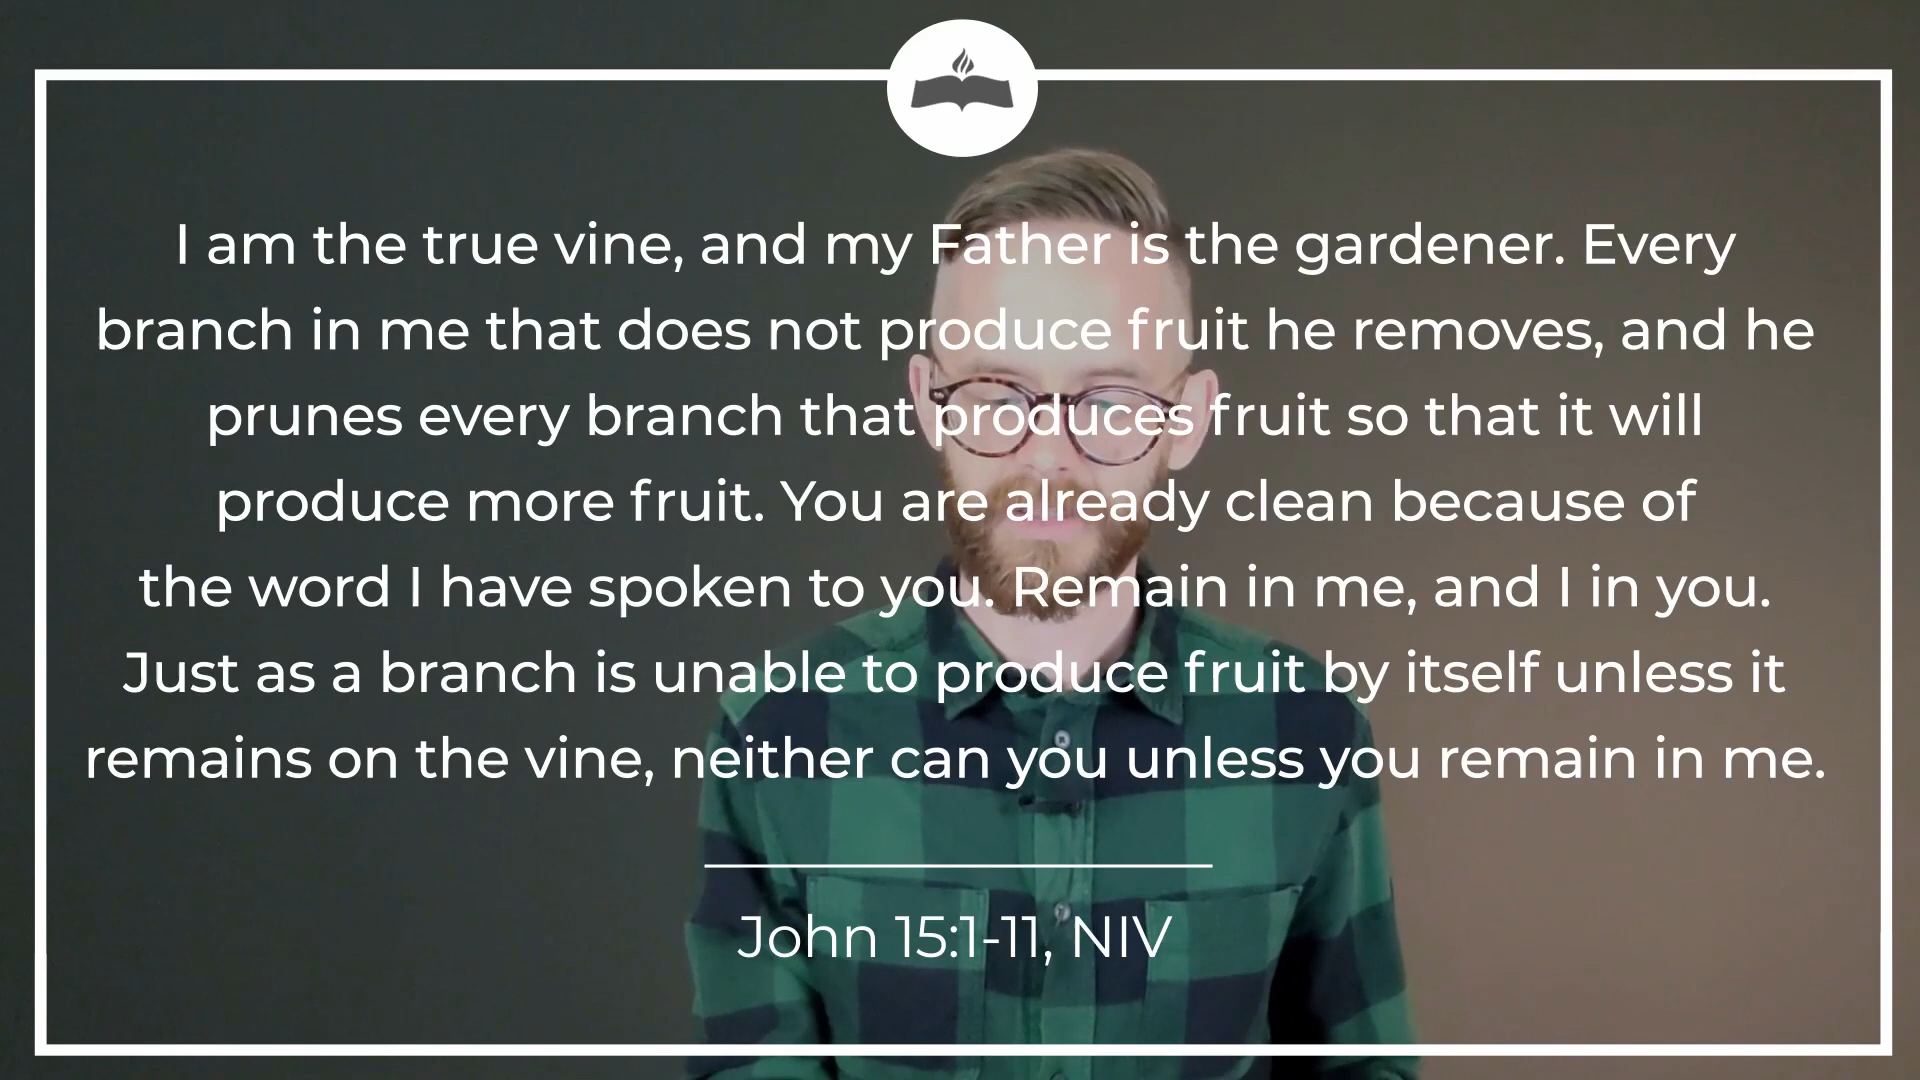 I am the true vine, and my Father is the gardener. Every
branch in me that does not produce fruit he removes, and he
prunes every branch that produces fruit so that it will
produce more fruit. You are already clean because of
the word I have spoken to you. Remain in me, and I in you.
Just as a branch is unable to produce fruit by itself unless it
remains on the vine, neither can you unless you remain in me.
John 15:1-11, NIV